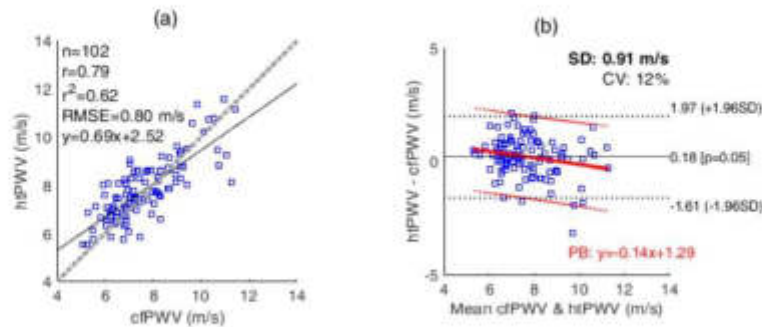 (a)
14
12
10
8
6
4
htPWV (m/s)
n=102
r=0.79
r²=0.62
RMSE=0.80 m/s
y=0.69x+2.52
4 6 8 10 12 14
cfPWV (m/s)
(b)
5
0
-5
htPWV - cfPWV (m/s)
SD: 0.91 m/s
CV: 12%
1.97 (+1.96SD)
0.18 [p=0.05]
-1.61 (-1.96SD)
PB: y=-0.14x+1.29
4 6 8 10 12 14
Mean cfPWV & htPWV (m/s)